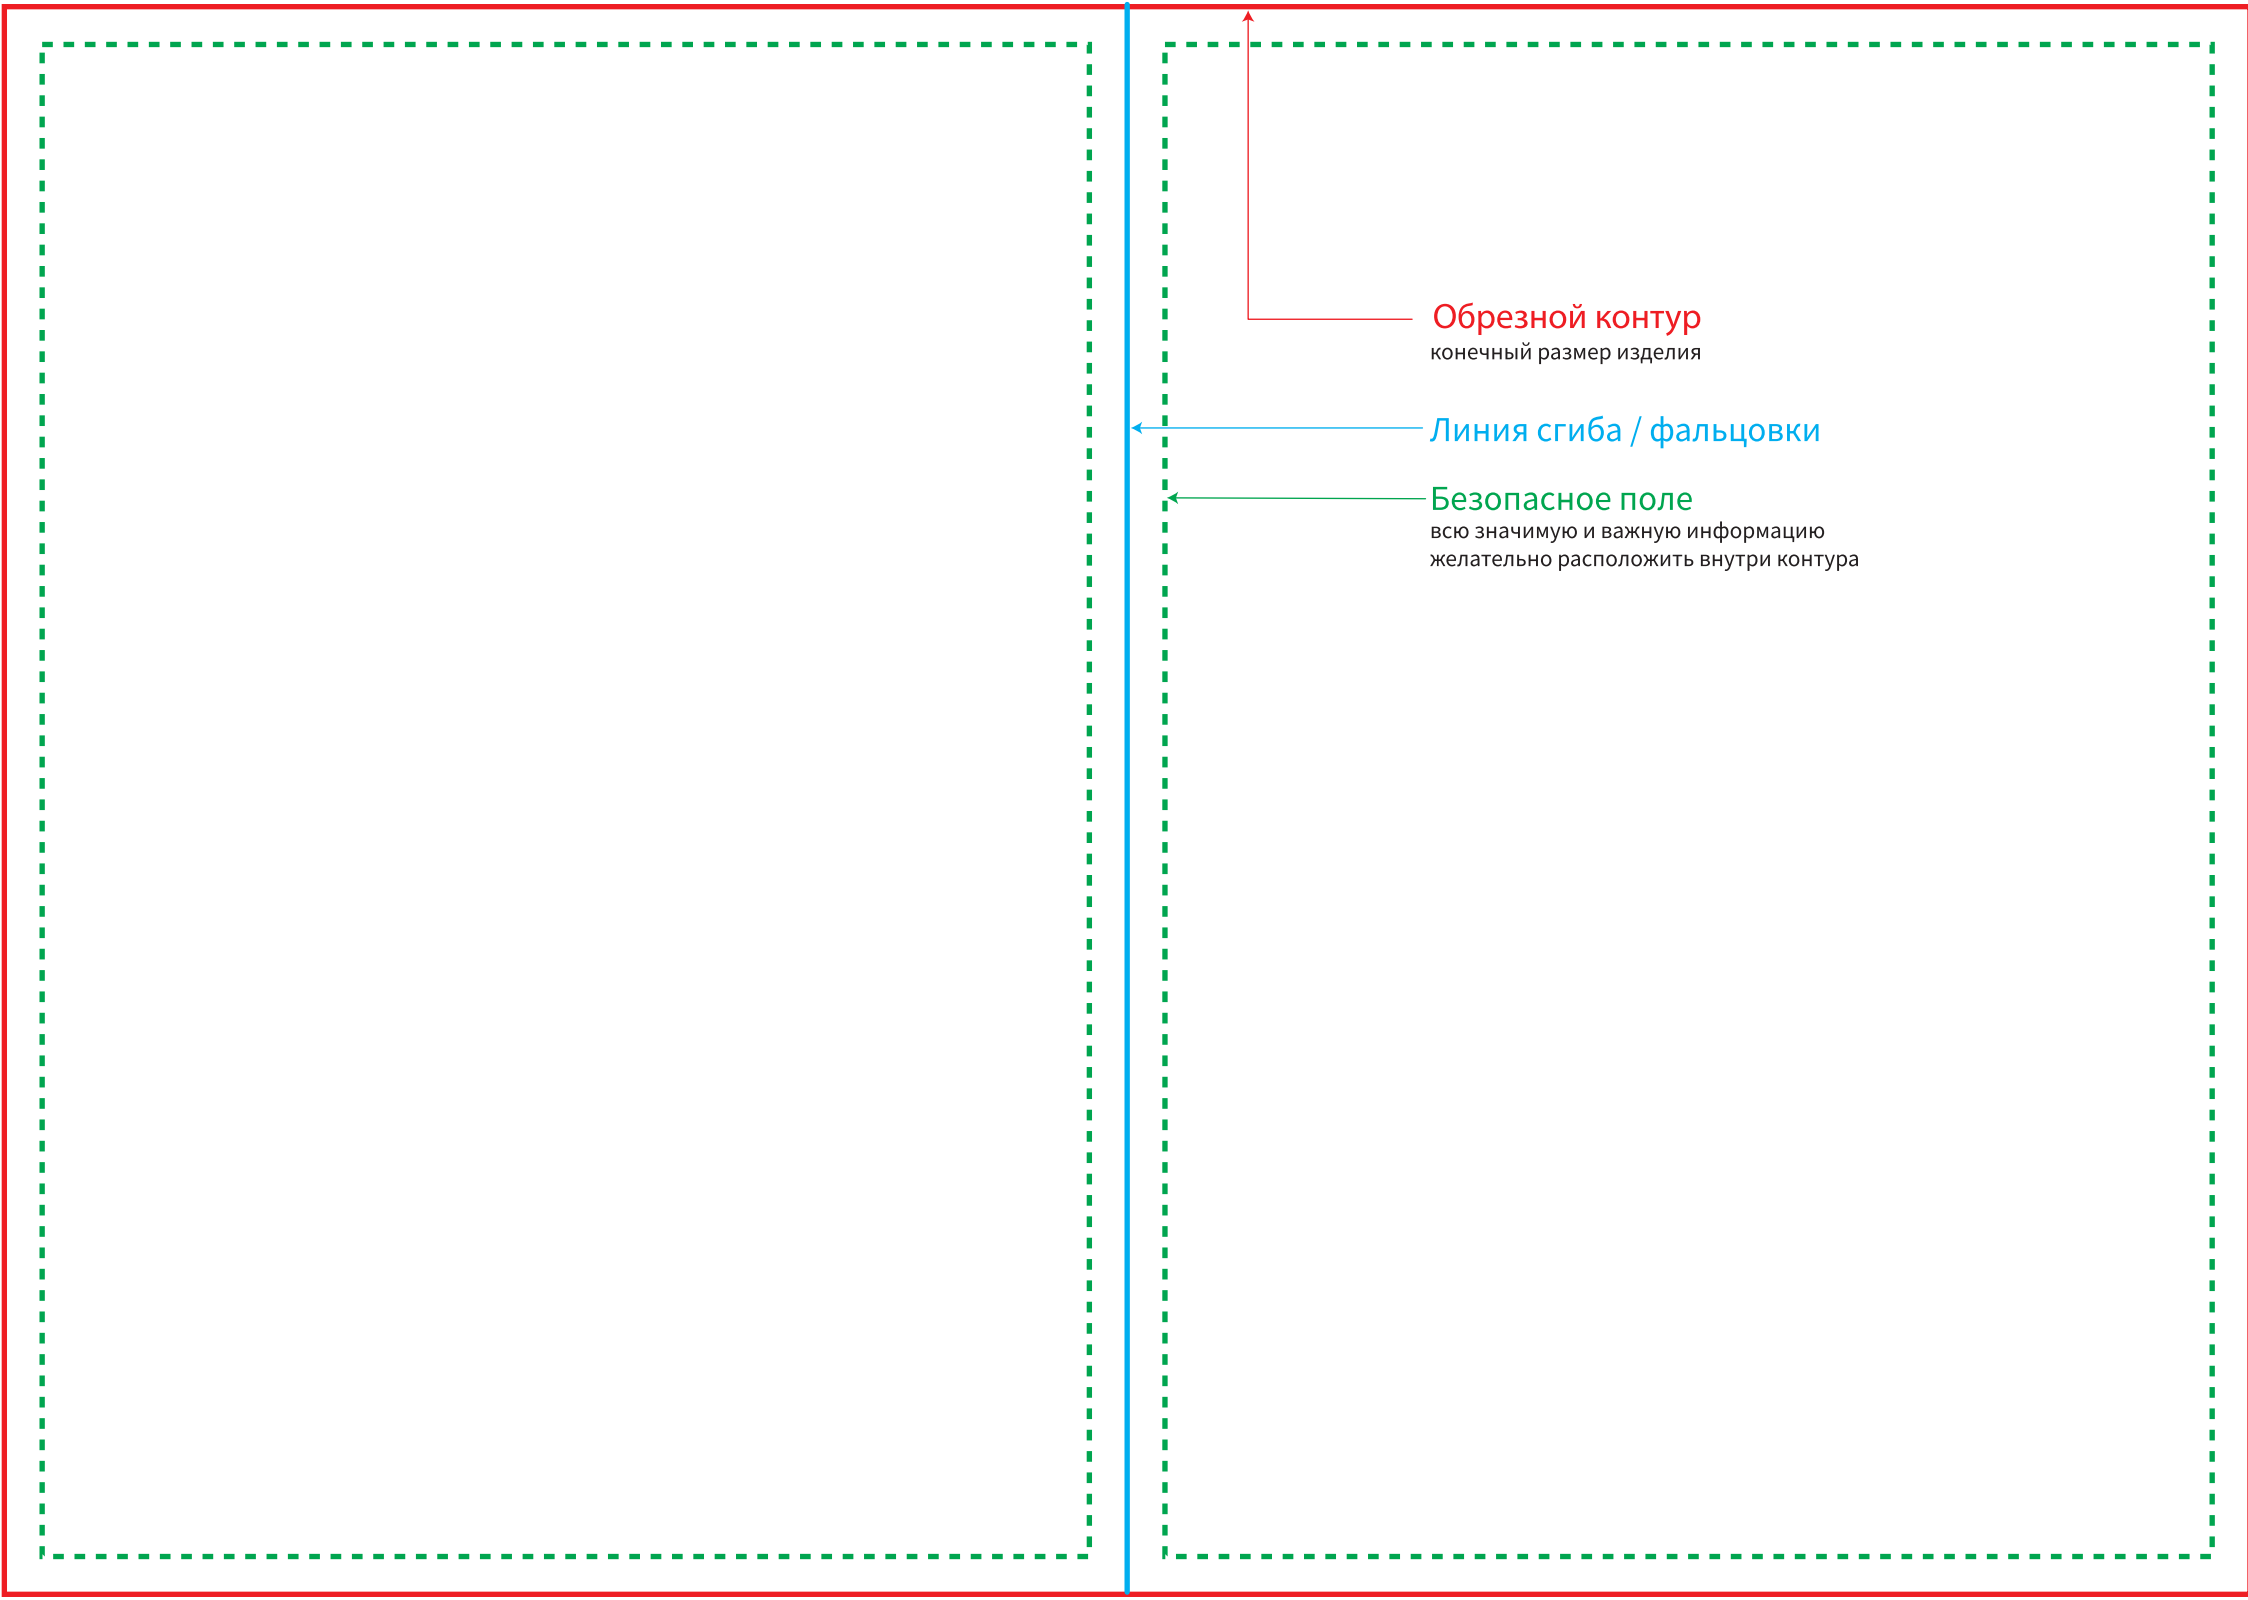 Обрезной контур
конечный размер изделия
Линия сгиба / фальцовки
Безопасное поле
всю значимую и важную информацию
желательно расположить внутри контура